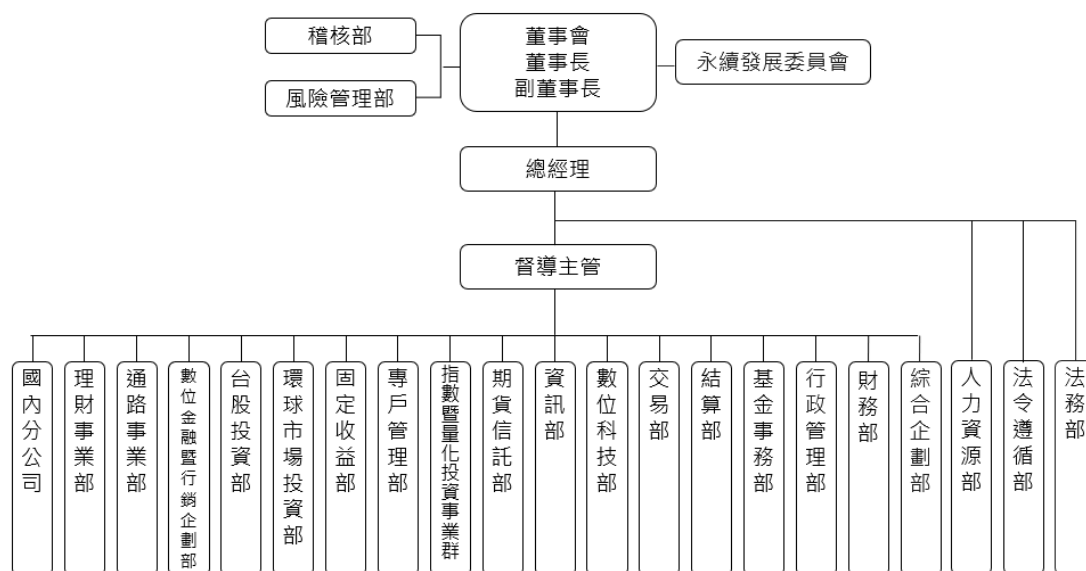 稽核部
董事會
董事長
副董事長
永續發展委員會
風險管理部
總經理
督導主管
國內分公司
理財事業部
通路事業部
數位金融暨行銷企劃部
台股投資部
環球市場投資部
固定收益部
專戶管理部
指數暨量化投資事業群
期貨信託部
資訊部
數位科技部
交易部
結算部
基金事務部
行政管理部
財務部
綜合企劃部
人力資源部
法令遵循部
法務部